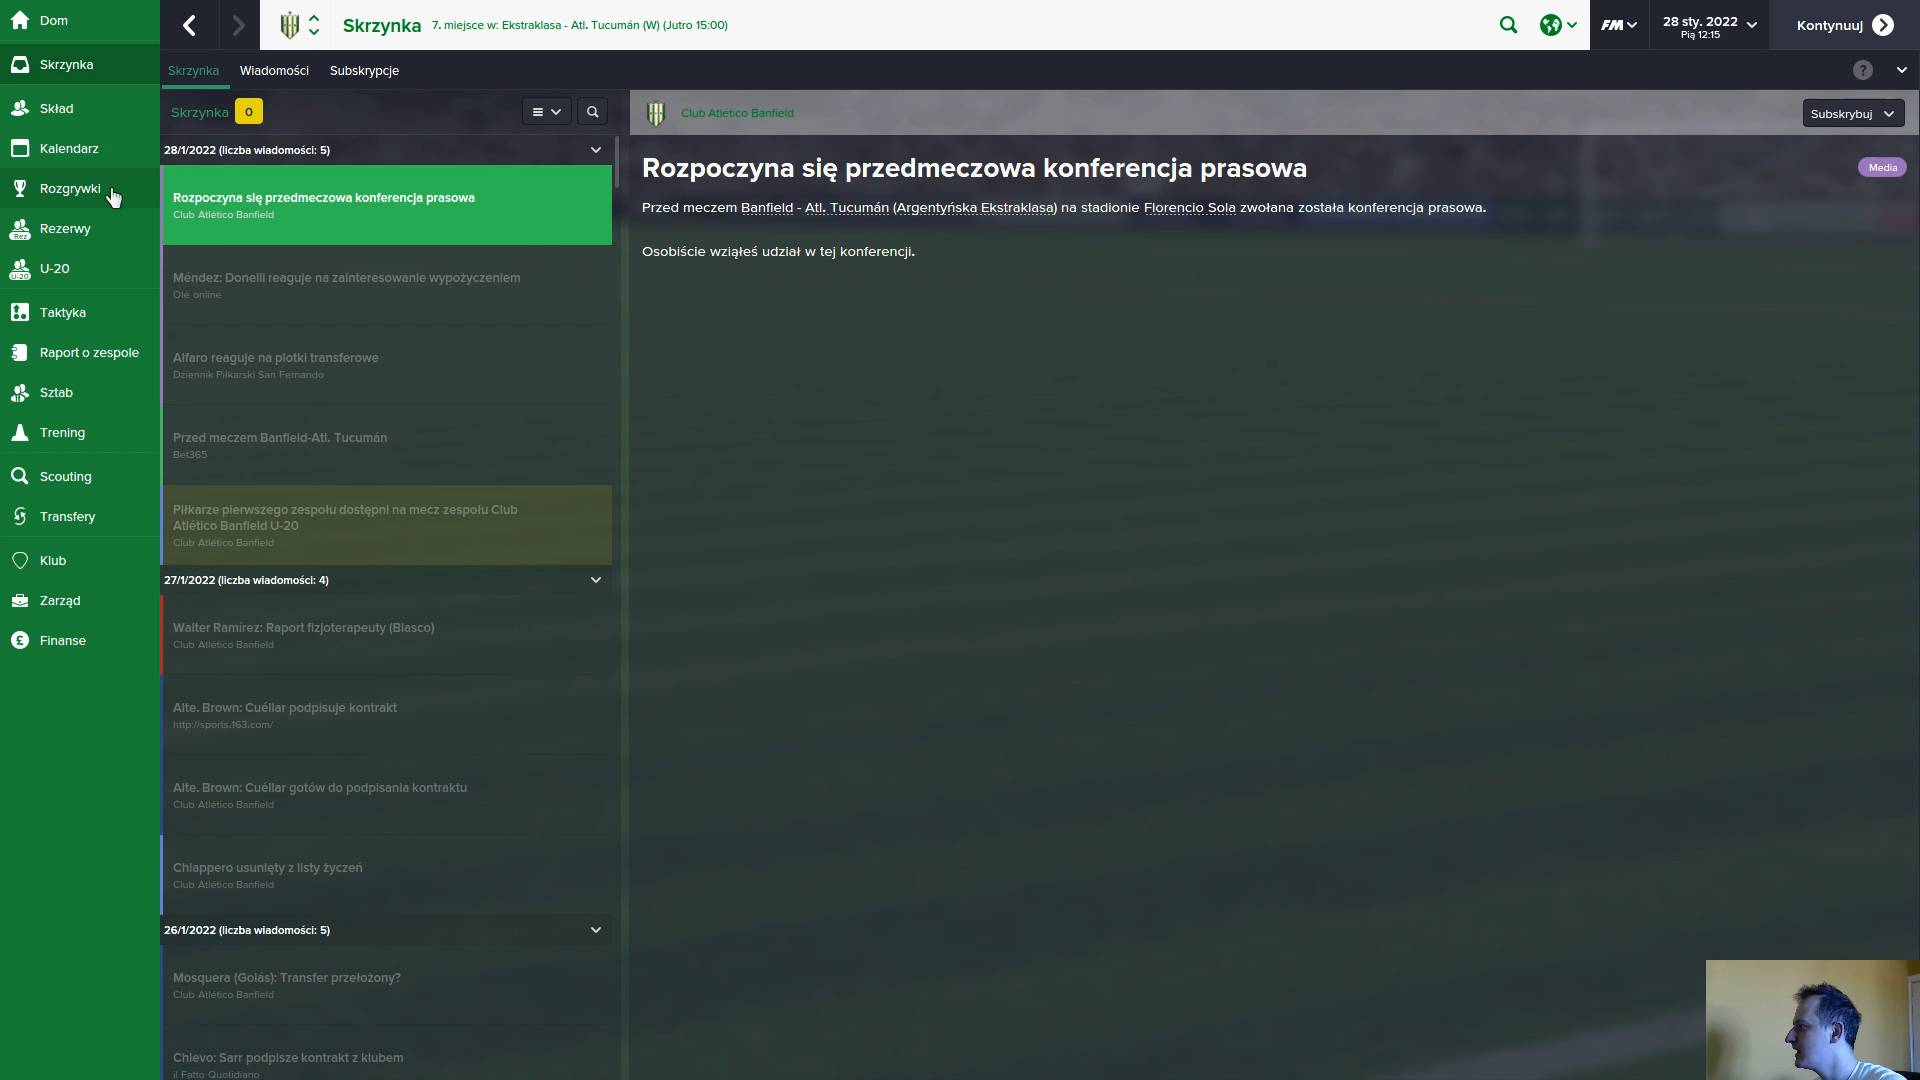 Dom
Skrzynka
Skład
Kalendarz
Rozgrywki
Rez
Rezerwy
U-20
U-20
Taktyka
Raport o zespole
Sztab
Trening
Scouting
Transfery
Klub
Zarząd
£
Finanse
Skrzynka
7. miejsce w: Ekstraklasa - Atl. Tucumán (W) (Jutro 15:00)
FM
28 sty. 2022
Pią 12:15
Kontynuuj
Skrzynka
Wiadomości
Subskrypcje
?
Skrzynka
0
28/1/2022 (liczba wiadomości: 5)
Rozpoczyna się przedmeczowa konferencja prasowa
Club Atlético Banfield
Méndez: Donelli reaguje na zainteresowanie wypożyczeniem
Olé online
Alfaro reaguje na plotki transferowe
Dziennik Piłkarski San Fernando
Przed meczem Banfield-Atl. Tucumán
Bet365
Piłkarze pierwszego zespołu dostępni na mecz zespołu Club
Atlético Banfield U-20
Club Atlético Banfield
27/1/2022 (liczba wiadomości: 4)
Walter Ramírez: Raport fizjoterapeuty (Blasco)
Club Atlético Banfield
Alte. Brown: Cuéllar podpisuje kontrakt
http://sports.163.com/
Alte. Brown: Cuéllar gotów do podpisania kontraktu
Club Atlético Banfield
Chiappero usunięty z listy życzeń
Club Atlético Banfield
26/1/2022 (liczba wiadomości: 5)
Mosquera (Goiás): Transfer przełożony?
Club Atlético Banfield
Chievo: Sarr podpisze kontrakt z klubem
il Fatto Quotidiano
Club Atlético Banfield
Subskrybuj
Rozpoczyna się przedmeczowa konferencja prasowa
Media
Przed meczem Banfield - Atl. Tucumán (Argentyńska Ekstraklasa) na stadionie Florencio Sola zwołana została konferencja prasowa.
Osobiście wziąłeś udział w tej konferencji.